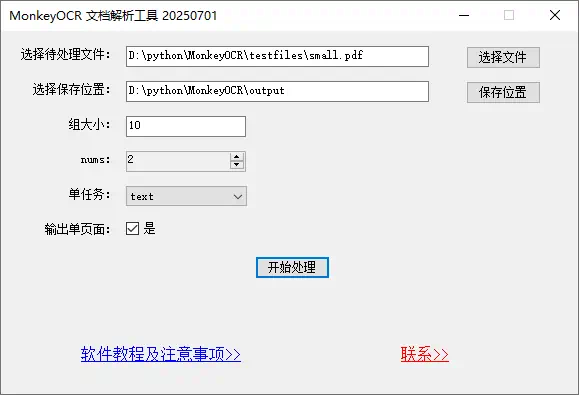 MonkeyOCR 文档解析工具 20250701
选择待处理文件： D:\python\MonkeyOCR\testfiles\small.pdf 选择文件
选择保存位置： D:\python\MonkeyOCR\output 保存位置
组大小： 10
nums： 2
单任务： text
输出单页面： 是
开始处理
软件教程及注意事项>> 联系>>